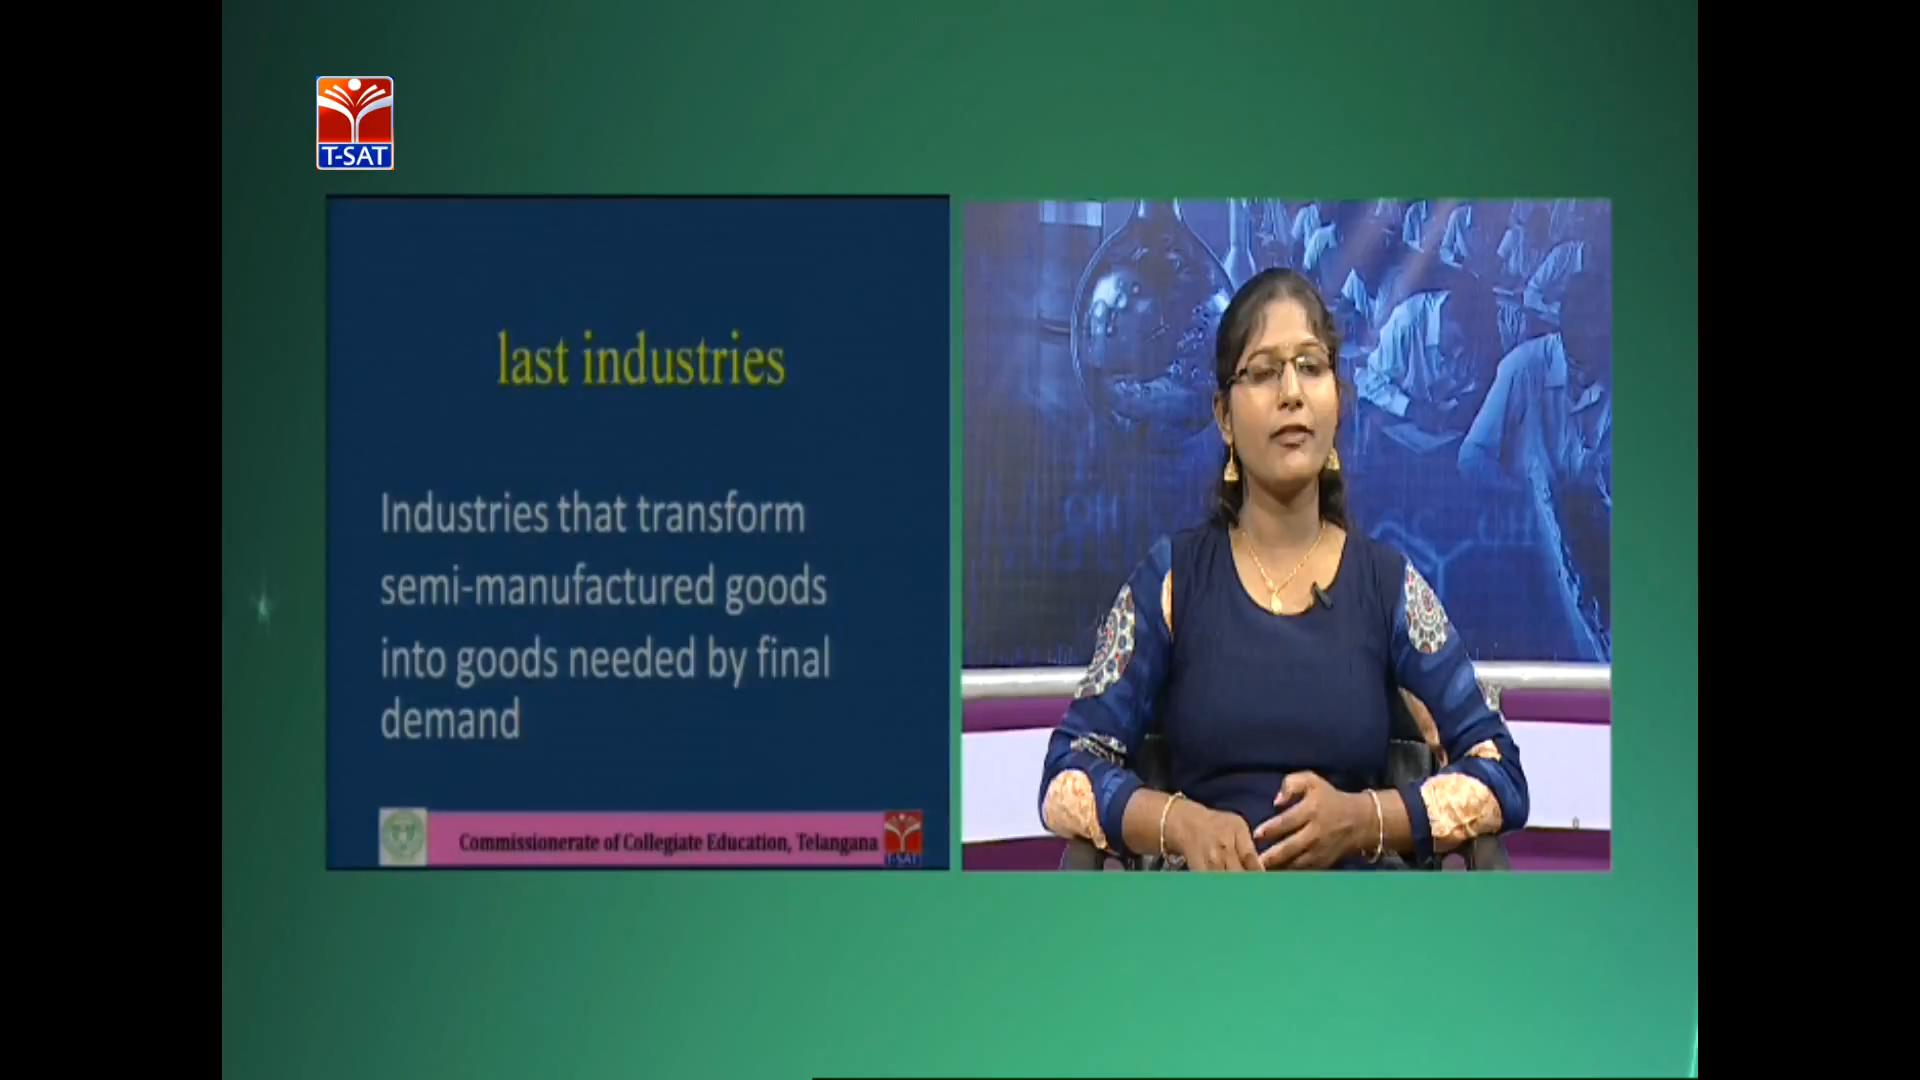 T-SAT
last industries
Industries that transform
semi-manufactured goods
into goods needed by final
demand
Commissionerate of Collegiate Education, Telangana
T-SAT